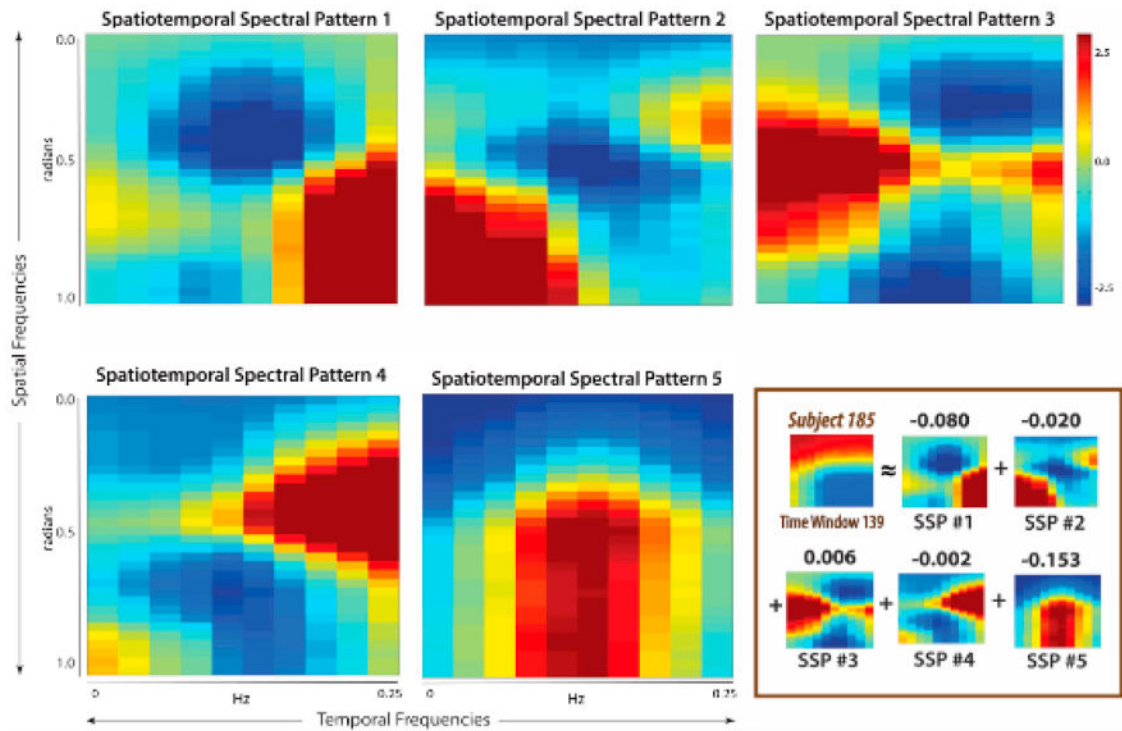 Spatiotemporal Spectral Pattern 1
Spatiotemporal Spectral Pattern 2
Spatiotemporal Spectral Pattern 3
0.0
0.5
1.0
radians
2.5
0.0
-2.5
Spatial Frequencies
Spatiotemporal Spectral Pattern 4
Spatiotemporal Spectral Pattern 5
0.0
0.5
1.0
radians
0
Hz
0.25
0
Hz
0.25
Temporal Frequencies
Subject 185
-0.080
-0.020
≈
+
Time Window 139
SSP #1
SSP #2
0.006
-0.002
-0.153
+
+
+
SSP #3
SSP #4
SSP #5